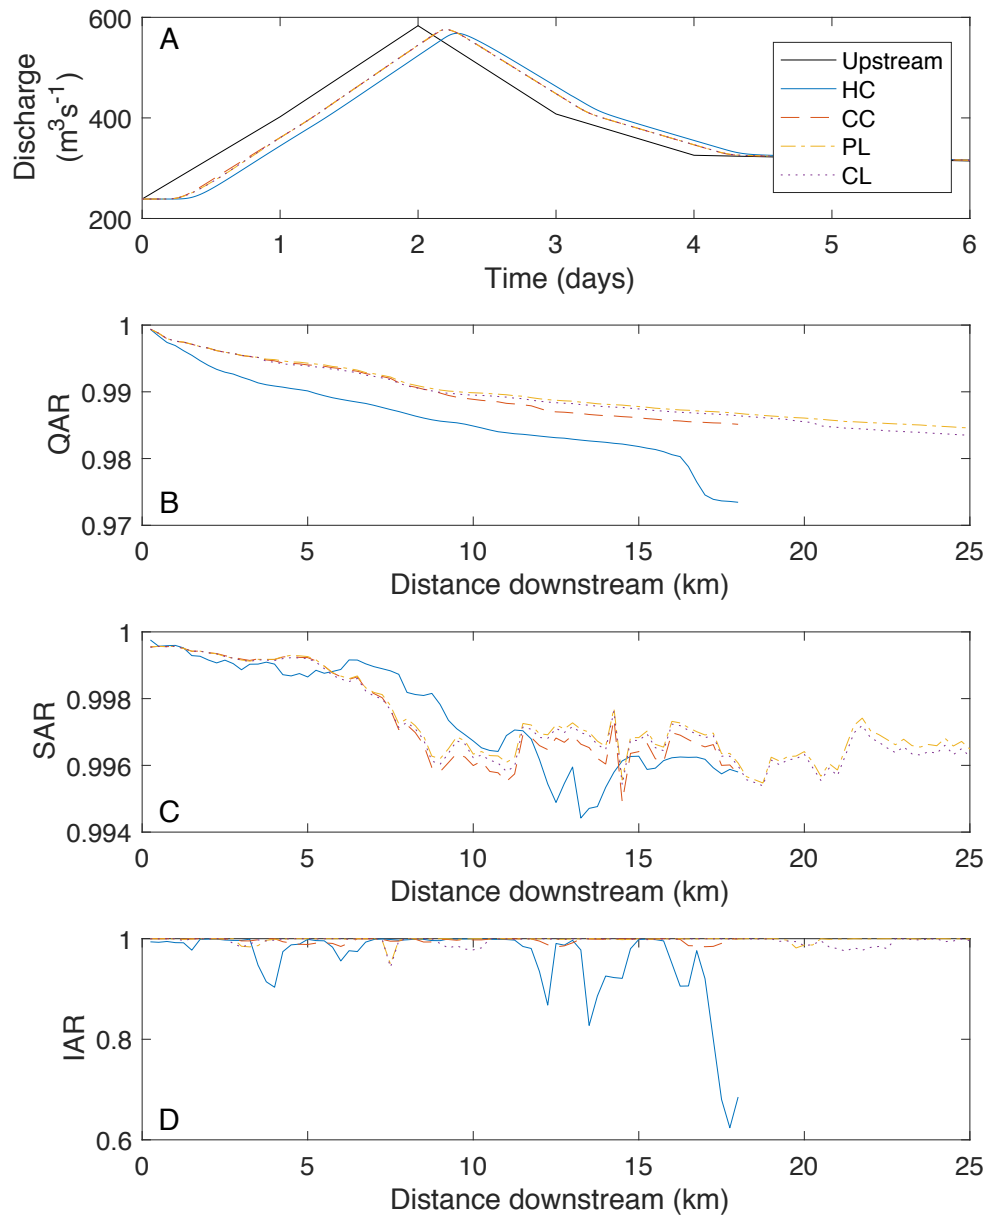 A
600
400
200
Discharge
(m³s⁻¹)
Upstream
HC
CC
PL
CL
0 1 2 3 4 5 6
Time (days)
1
0.99
0.98
0.97
QAR
B
0 5 10 15 20 25
Distance downstream (km)
1
0.998
0.996
0.994
SAR
C
0 5 10 15 20 25
Distance downstream (km)
1
0.8
0.6
IAR
D
0 5 10 15 20 25
Distance downstream (km)